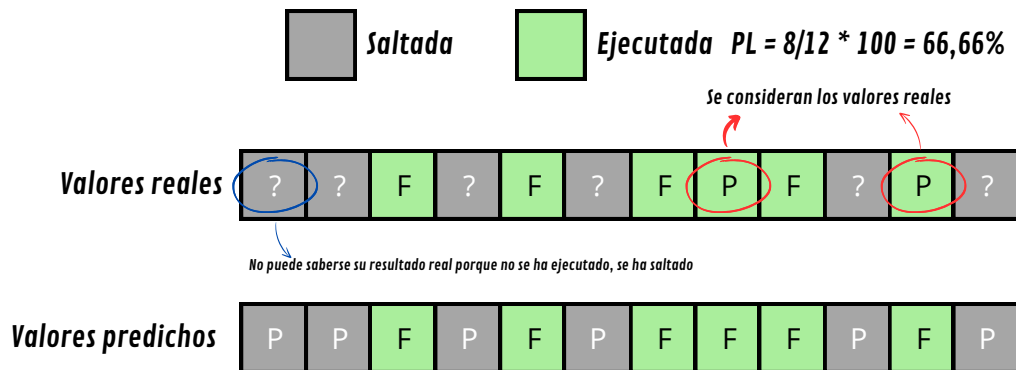 Saltada
Ejecutada PL = 8/12 * 100 = 66,66%
Se consideran los valores reales
Valores reales ? ? F ? F ? F P F ? P ?
No puede saberse su resultado real porque no se ha ejecutado, se ha saltado
Valores predichos P P F P F P F F F P F P